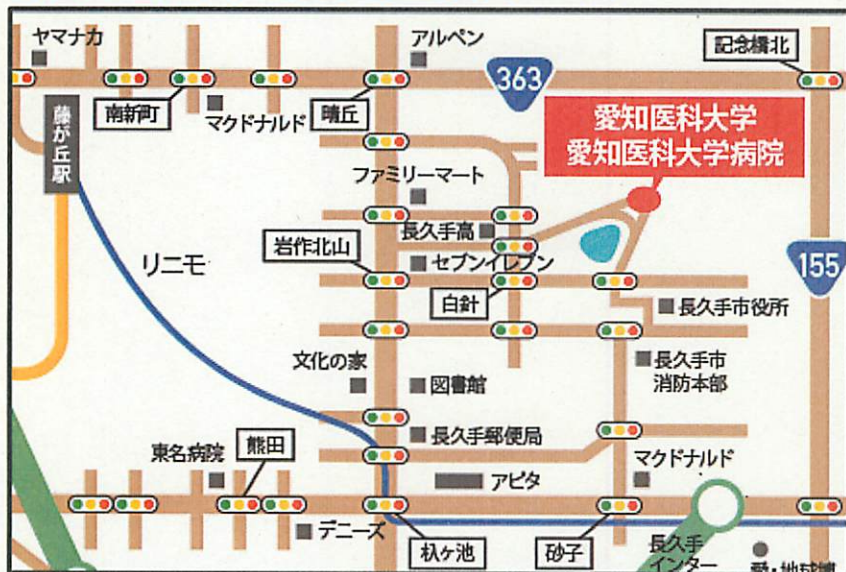 ヤマナカ
アルペン
記念橋北
363
南新町
マクドナルド
晴丘
愛知医科大学
愛知医科大学病院
藤が丘駅
ファミリーマート
長久手高
岩作北山
セブンイレブン
リニモ
155
白針
長久手市役所
文化の家
図書館
長久手市
消防本部
長久手郵便局
東名病院
熊田
マクドナルド
アピタ
デニーズ
杁ヶ池
砂子
長久手
インター
愛・地球博